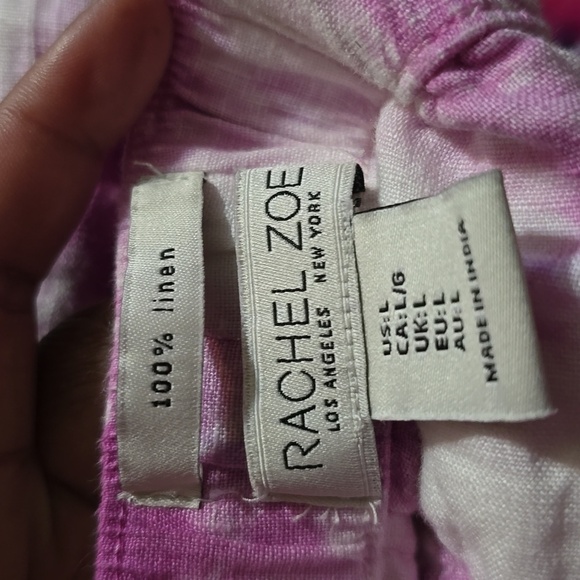 100% linen
RACHEL ZOE
LOS ANGELES NEW YORK
US:L
CA:L/G
UK:L
EU:L
AU:L
MADE IN INDIA